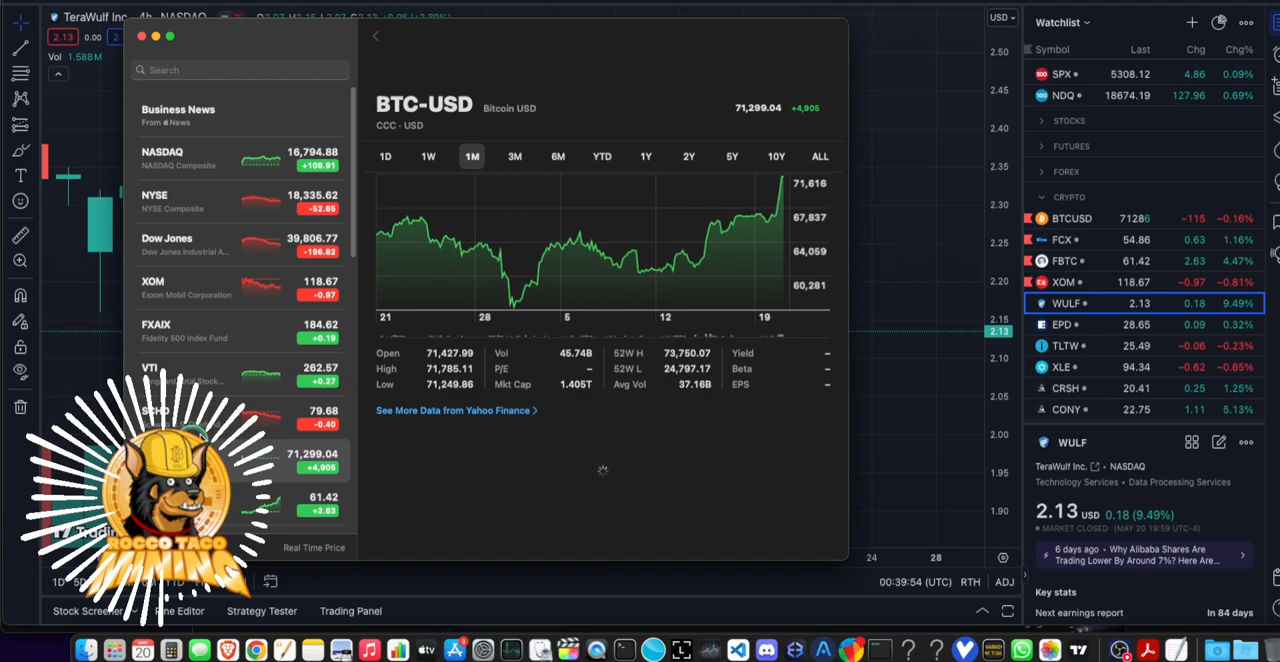 TeraWulf Inc. · 4h · NASDAQ
USD
2.13 0.00
Vol 1.588M
Search
Business News
From News
NASDAQ 16,794.88
NASDAQ Composite +108.91
NYSE 18,335.62
NYSE Composite -52.65
Dow Jones 39,806.77
Dow Jones Industrial A... -196.82
XOM 118.67
Exxon Mobil Corporation -0.97
FXAIX 184.62
Fidelity 500 Index Fund +0.19
VTI 262.57
+0.27
SCHD 79.68
-0.40
71,299.04
+4,905
61.42
+2.63
Real Time Price
BTC-USD Bitcoin USD 71,299.04 +4,905
CCC · USD
1D 1W 1M 3M 6M YTD 1Y 2Y 5Y 10Y ALL
71,616
67,837
64,059
60,281
21 28 5 12 19
Open 71,427.99 Vol 45.74B 52W H 73,750.07 Yield –
High 71,785.11 P/E – 52W L 24,797.17 Beta –
Low 71,249.86 Mkt Cap 1.405T Avg Vol 37.16B EPS –
See More Data from Yahoo Finance
2.50
2.45
2.40
2.35
2.30
2.25
2.20
2.15
2.13
2.10
2.05
2.00
1.95
1.90
24 28
00:39:54 (UTC) RTH ADJ
1D
Stock Screener Pine Editor Strategy Tester Trading Panel
ROCCO TACO
MINING
Watchlist
Symbol Last Chg Chg%
SPX 5308.12 4.86 0.09%
NDQ 18674.19 127.96 0.69%
STOCKS
FUTURES
FOREX
CRYPTO
BTCUSD 71286 −115 −0.16%
FCX 54.86 0.63 1.16%
FBTC 61.42 2.63 4.47%
XOM 118.67 −0.97 −0.81%
WULF 2.13 0.18 9.49%
EPD 28.65 0.09 0.32%
TLTW 25.49 −0.06 −0.23%
XLE 94.34 −0.62 −0.65%
CRSH 20.41 0.25 1.25%
CONY 22.75 1.11 5.13%
WULF
TeraWulf Inc. • NASDAQ
Technology Services • Data Processing Services
2.13 USD 0.18 (9.49%)
MARKET CLOSED (MAY 20 19:59 UTC-4)
6 days ago • Why Alibaba Shares Are
Trading Lower By Around 7%? Here Are...
Key stats
Next earnings report In 84 days
MAY
20
tv